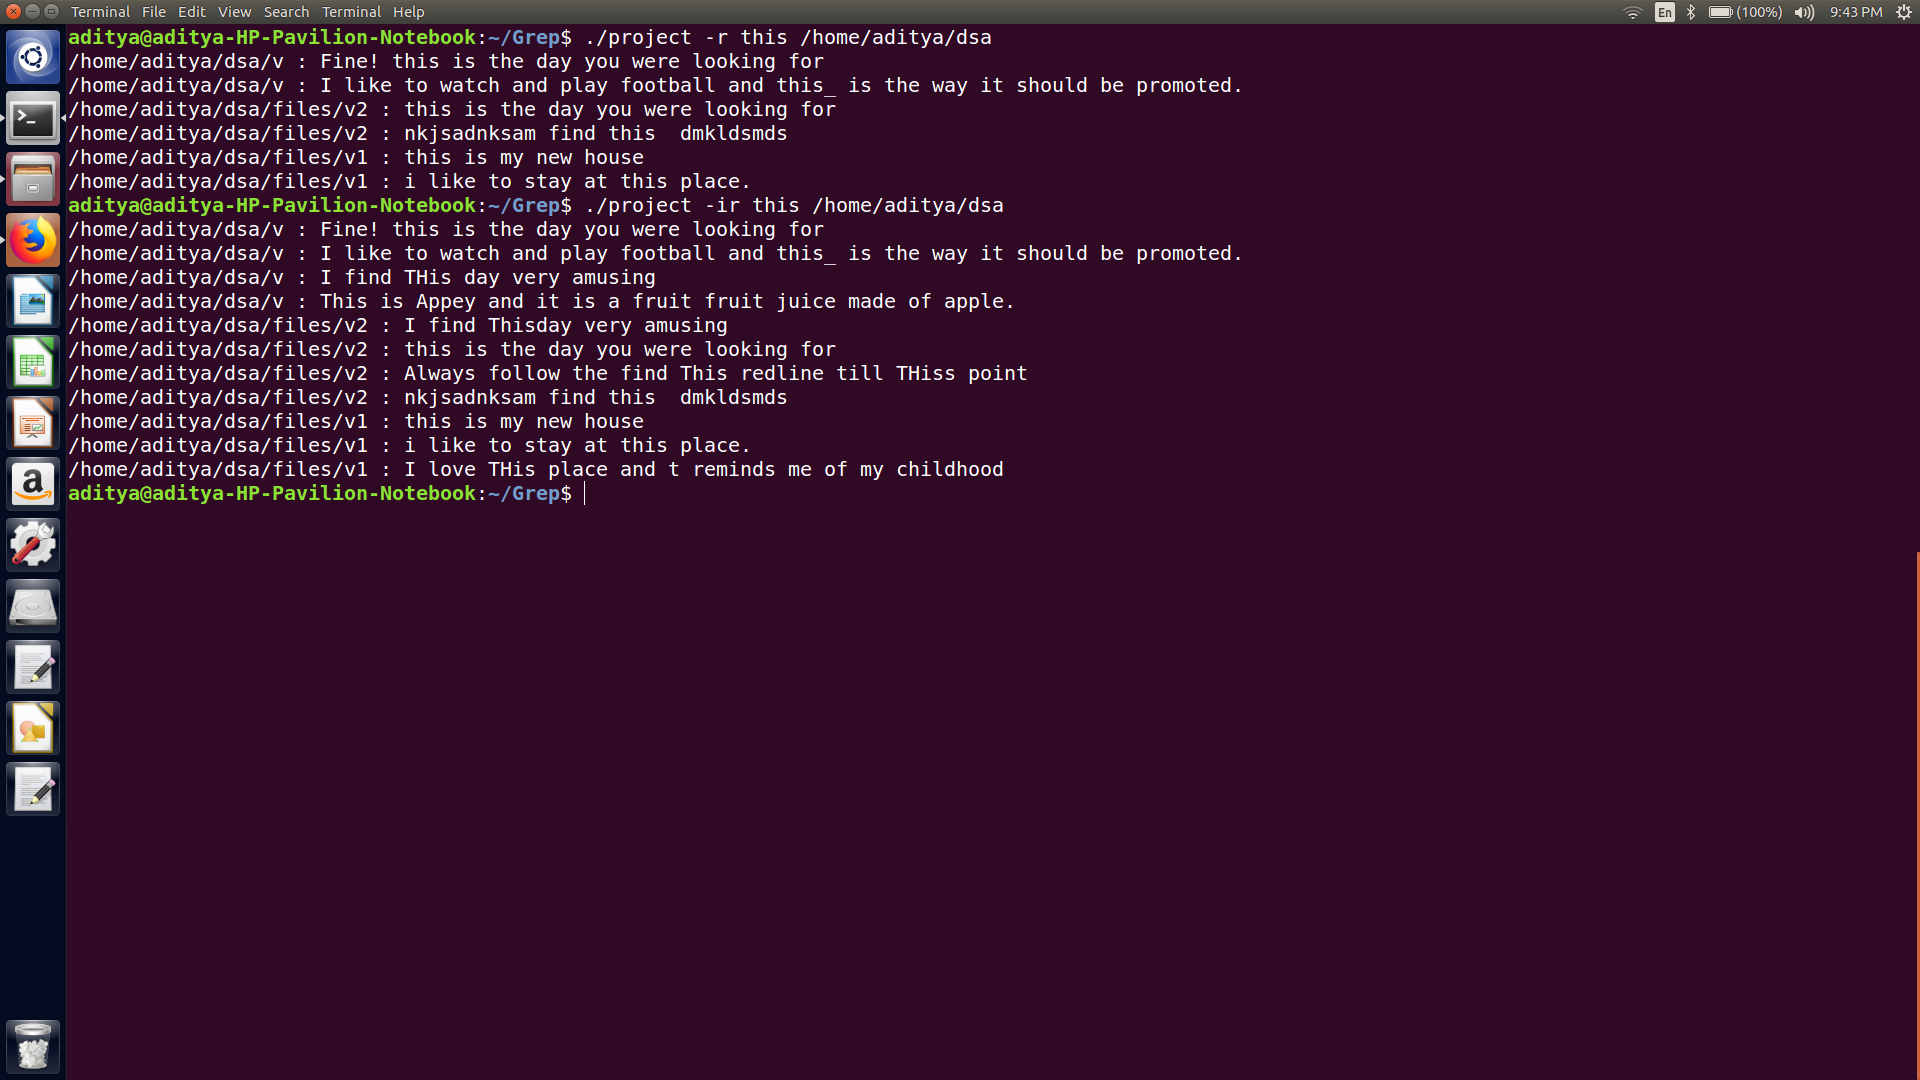 Terminal File Edit View Search Terminal Help En (100%) 9:43 PM
aditya@aditya-HP-Pavilion-Notebook:~/Grep$ ./project -r this /home/aditya/dsa
/home/aditya/dsa/v : Fine! this is the day you were looking for
/home/aditya/dsa/v : I like to watch and play football and this_ is the way it should be promoted.
/home/aditya/dsa/files/v2 : this is the day you were looking for
/home/aditya/dsa/files/v2 : nkjsadnksam find this  dmkldsmds
/home/aditya/dsa/files/v1 : this is my new house
/home/aditya/dsa/files/v1 : i like to stay at this place.
aditya@aditya-HP-Pavilion-Notebook:~/Grep$ ./project -ir this /home/aditya/dsa
/home/aditya/dsa/v : Fine! this is the day you were looking for
/home/aditya/dsa/v : I like to watch and play football and this_ is the way it should be promoted.
/home/aditya/dsa/v : I find THis day very amusing
/home/aditya/dsa/v : This is Appey and it is a fruit fruit juice made of apple.
/home/aditya/dsa/files/v2 : I find Thisday very amusing
/home/aditya/dsa/files/v2 : this is the day you were looking for
/home/aditya/dsa/files/v2 : Always follow the find This redline till THiss point
/home/aditya/dsa/files/v2 : nkjsadnksam find this  dmkldsmds
/home/aditya/dsa/files/v1 : this is my new house
/home/aditya/dsa/files/v1 : i like to stay at this place.
/home/aditya/dsa/files/v1 : I love THis place and t reminds me of my childhood
aditya@aditya-HP-Pavilion-Notebook:~/Grep$